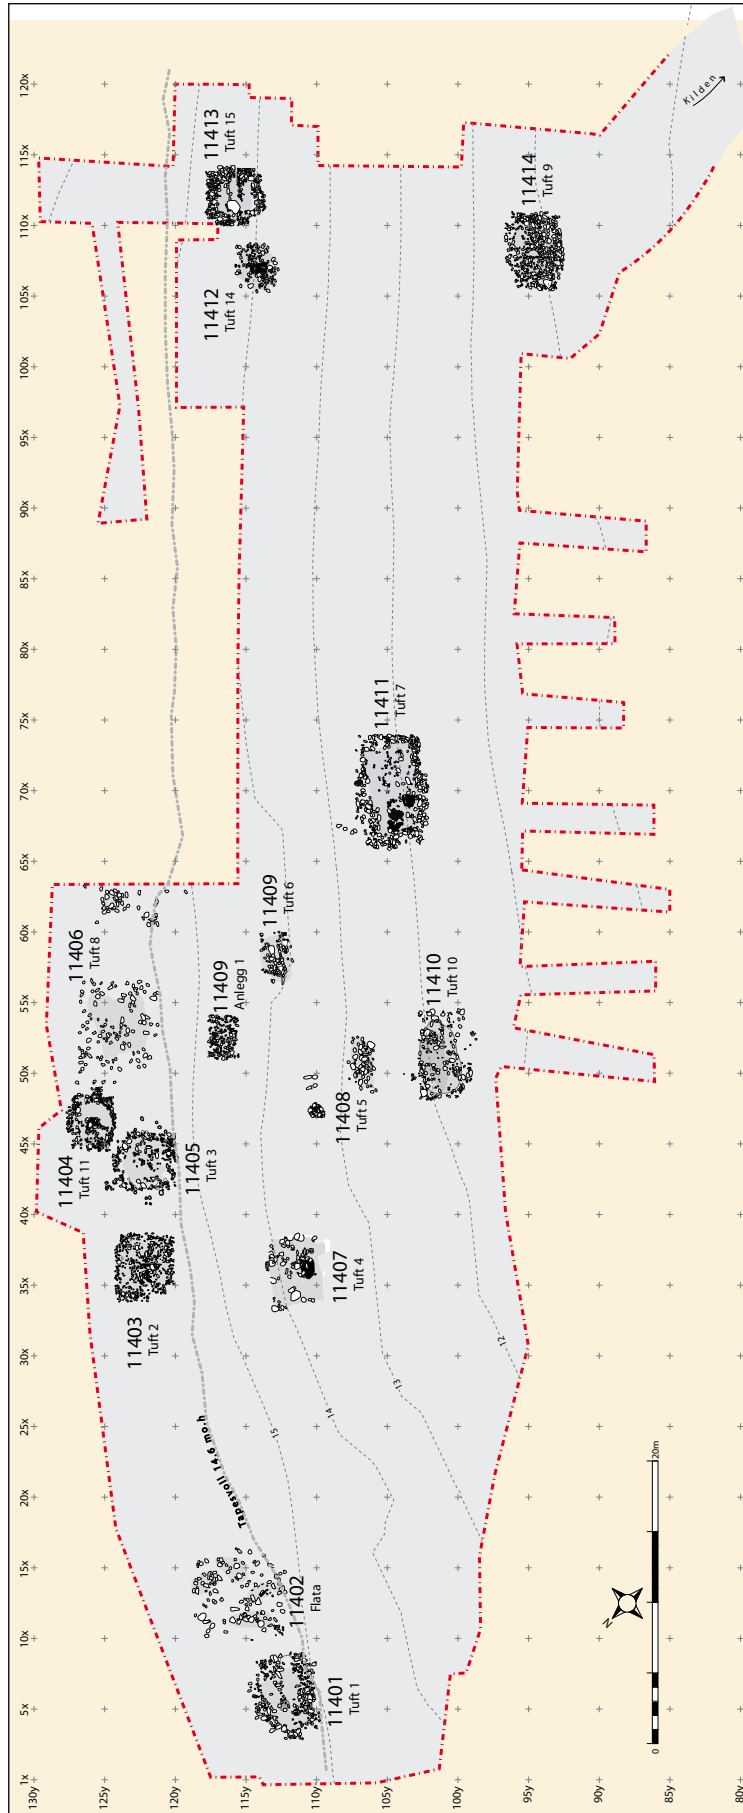 120x
115x
110x
105x
100x
95x
90x
85x
80x
75x
70x
65x
60x
55x
50x
45x
40x
35x
30x
25x
20x
15x
10x
5x
1x
130y
125y
120y
115y
110y
105y
100y
95y
90y
85y
80y
Kilden
11413
Tuft 15
11414
Tuft 9
11412
Tuft 14
11411
Tuft 7
11409
Tuft 6
11406
Tuft 8
11409
Anlegg 1
11410
Tuft 10
11408
Tuft 5
11404
Tuft 11
11405
Tuft 3
11407
Tuft 4
11403
Tuft 2
Tapesvoll 14,6 mo.h
15
14
13
12
11402
Flata
11401
Tuft 1
N
0
20m